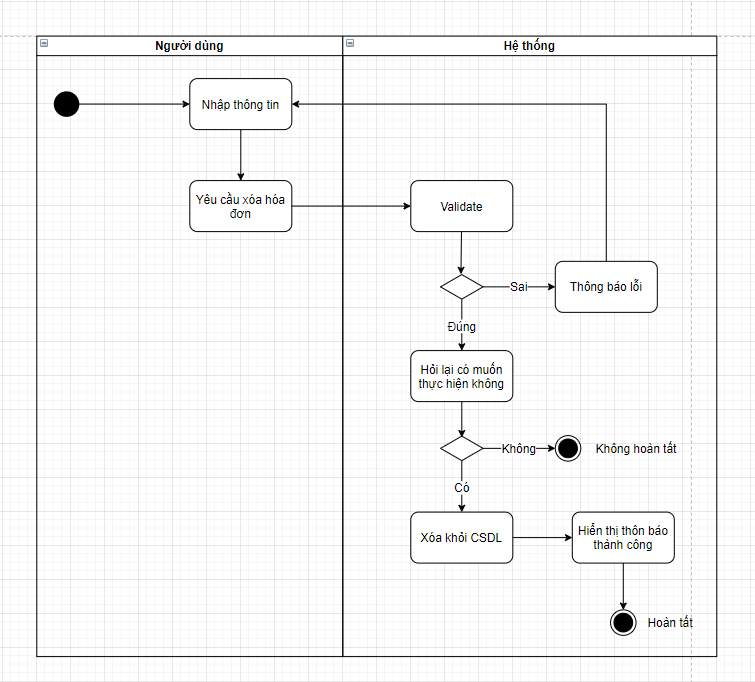 Người dùng
Hệ thống
Nhập thông tin
Yêu cầu xóa hóa
đơn
Validate
Sai
Thông báo lỗi
Đúng
Hỏi lại có muốn
thực hiện không
Không
Không hoàn tất
Có
Xóa khỏi CSDL
Hiển thị thôn báo
thành công
Hoàn tất